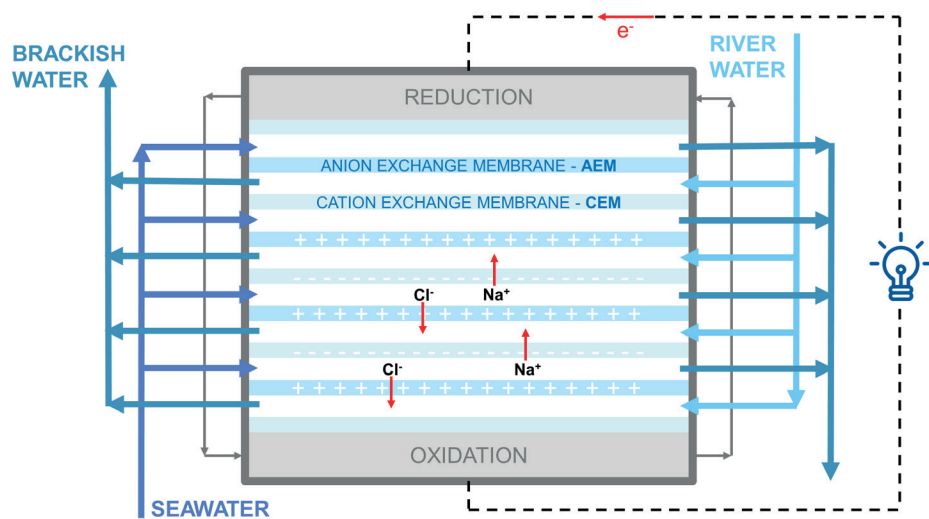 e-
BRACKISH
WATER
RIVER
WATER
REDUCTION
ANION EXCHANGE MEMBRANE - AEM
CATION EXCHANGE MEMBRANE - CEM
+ + + + + + + + + + + + + + +
- - - - - - - - - - - - - - - - - - - - - - -
Cl- Na+
+ + + + + + + + + + + + + + +
- - - - - - - - - - - - - - - - - - - - - - -
Cl- Na+
+ + + + + + + + + + + + + + +
OXIDATION
SEAWATER